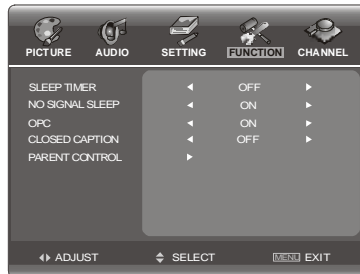 PICTURE AUDIO SETTING FUNCTION CHANNEL
SLEEP TIMER OFF
NO SIGNAL SLEEP ON
OPC ON
CLOSED CAPTION OFF
PARENT CONTROL
ADJUST SELECT MENU EXIT